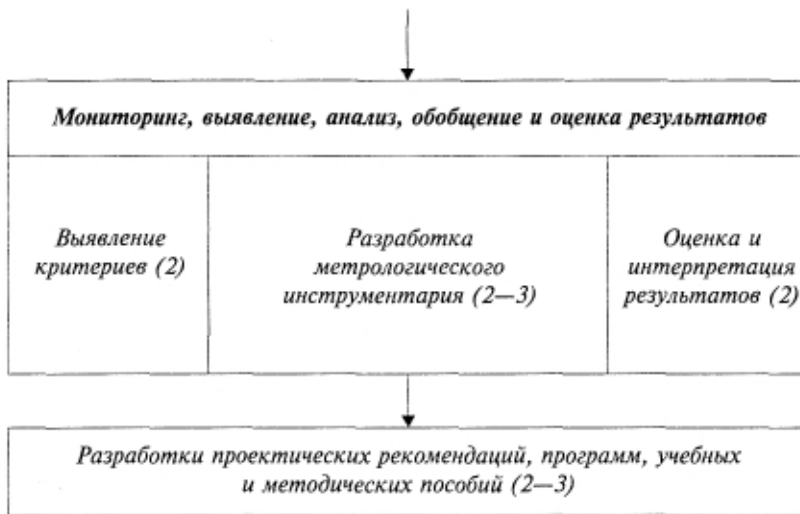 Мониторинг, выявление, анализ, обобщение и оценка результатов
Выявление
критериев (2)
Разработка
метрологического
инструментария (2—3)
Оценка и
интерпретация
результатов (2)
Разработки проектических рекомендаций, программ, учебных
и методических пособий (2—3)